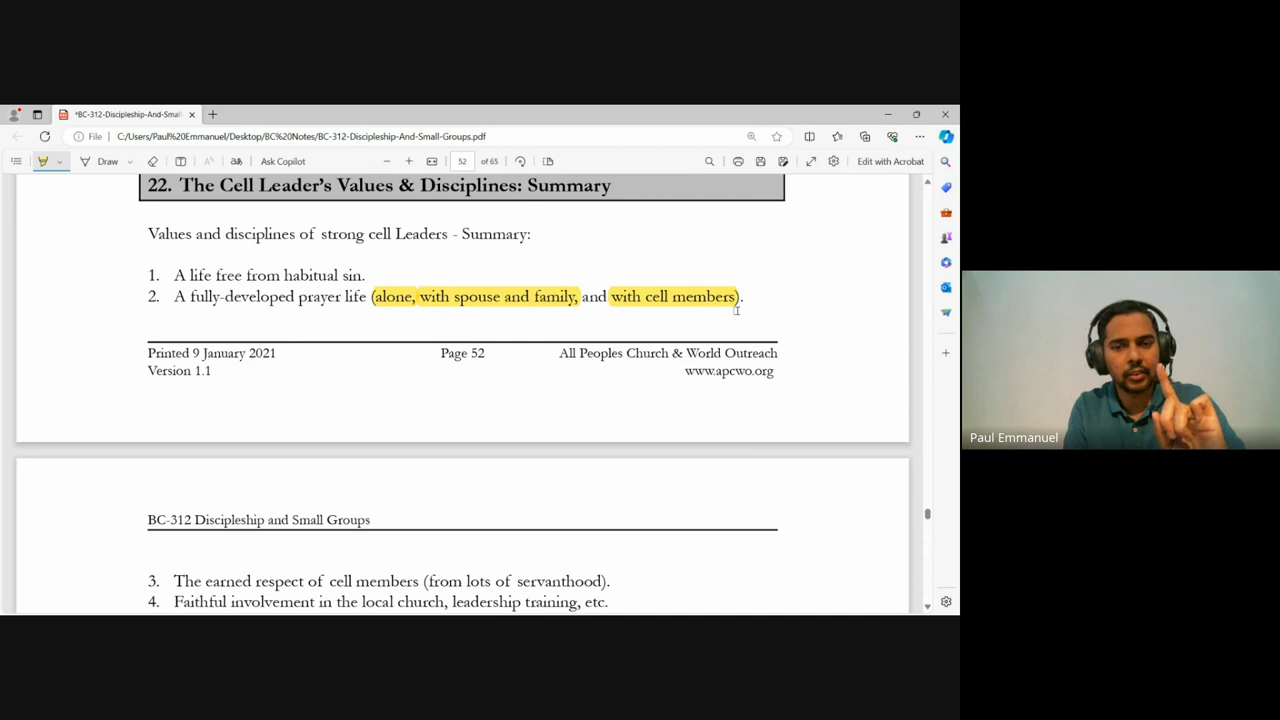 *BC-312-Discipleship-And-Smal
File
C:/Users/Paul%20Emmanuel/Desktop/BC%20Notes/BC-312-Discipleship-And-Small-Groups.pdf
Draw
Ask Copilot
52
of 65
Edit with Acrobat
22. The Cell Leader's Values & Disciplines: Summary
Values and disciplines of strong cell Leaders - Summary:
1. A life free from habitual sin.
2. A fully-developed prayer life (alone, with spouse and family, and with cell members).
Printed 9 January 2021
Page 52
All Peoples Church & World Outreach
Version 1.1
www.apcwo.org
BC-312 Discipleship and Small Groups
3. The earned respect of cell members (from lots of servanthood).
4. Faithful involvement in the local church, leadership training, etc.
Paul Emmanuel